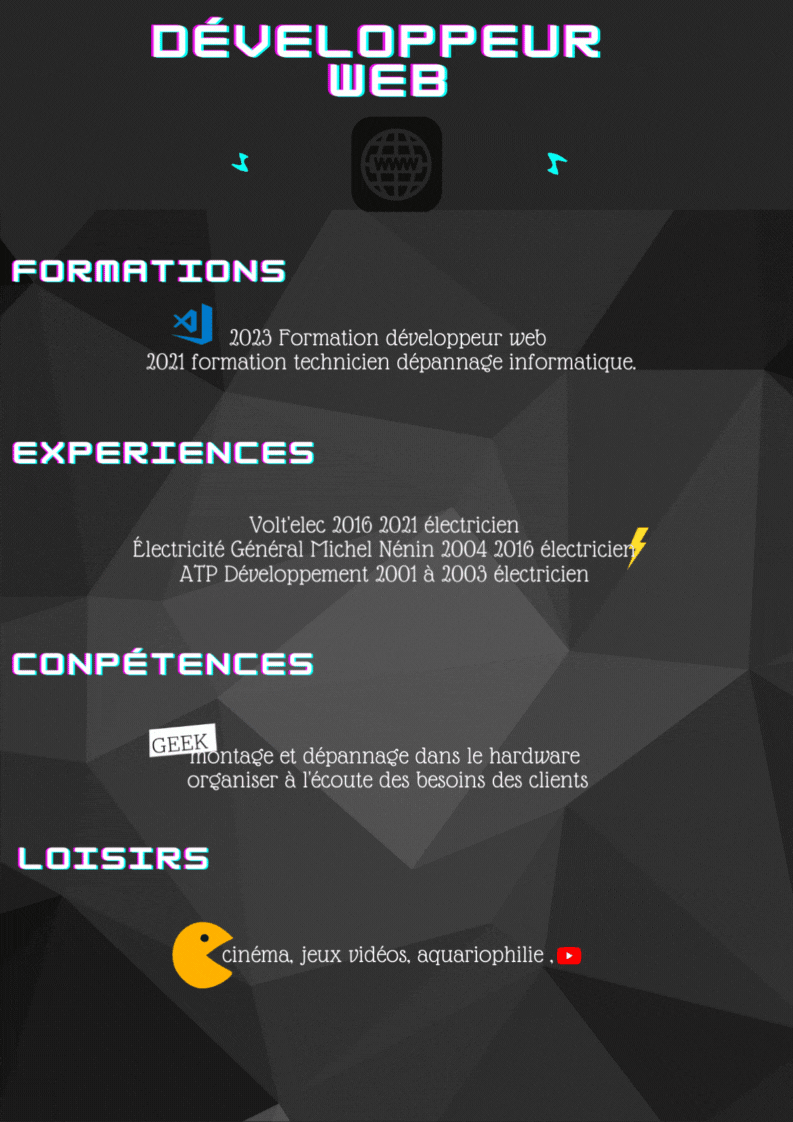 DÉVELOPPEUR
WEB
WWW
FORMATIONS
2023 Formation développeur web
2021 formation technicien dépannage informatique.
EXPERIENCES
Volt'elec 2016 2021 électricien
Électricité Général Michel Nénin 2004 2016 électricien
ATP Développement 2001 à 2003 électricien
CONPÉTENCES
GEEK
montage et dépannage dans le hardware
organiser à l'écoute des besoins des clients
LOISIRS
cinéma, jeux vidéos, aquariophilie ,